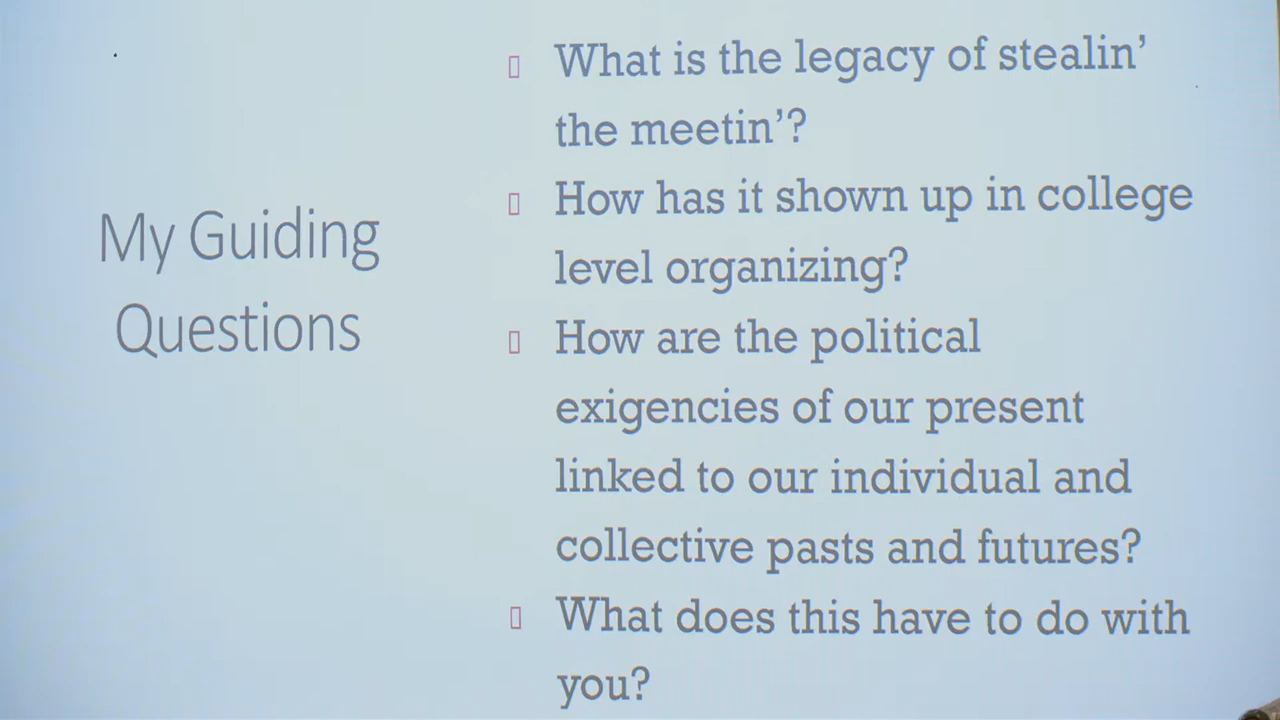 My Guiding
Questions
What is the legacy of stealin’
the meetin’?
How has it shown up in college
level organizing?
How are the political
exigencies of our present
linked to our individual and
collective pasts and futures?
What does this have to do with
you?